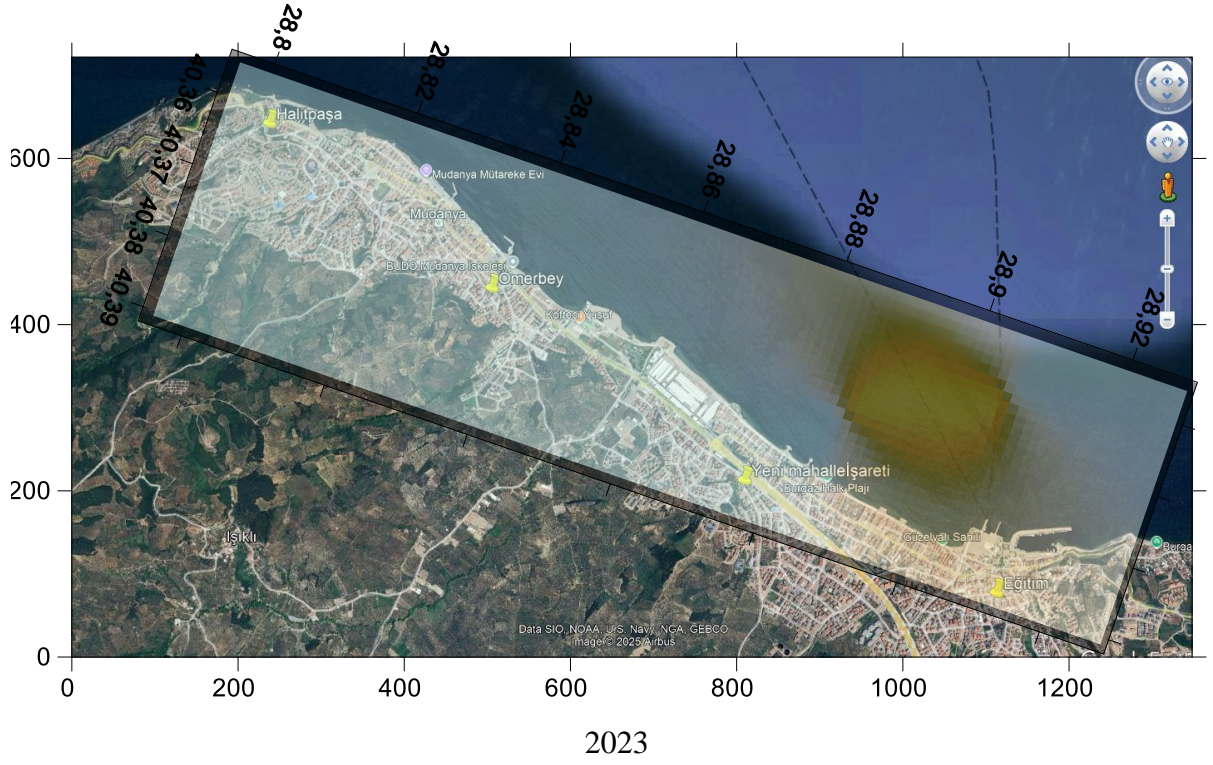 28,8
28,82
28,84
28,86
28,88
28,9
28,92
40,36
40,37
40,38
40,39
600
400
200
0
Halitpaşa
Mudanya Mütareke Evi
Mudanya
BUDO Mudanya İskelesi
Ömerbey
Köfteci Yusuf
Yeni mahalleİşareti
Burgaz Halk Plajı
Güzelyalı Sahili
Burga
Işıklı
Eğitim
Data SIO, NOAA, U.S. Navy, NGA, GEBCO
Image © 2025 Airbus
0 200 400 600 800 1000 1200
2023